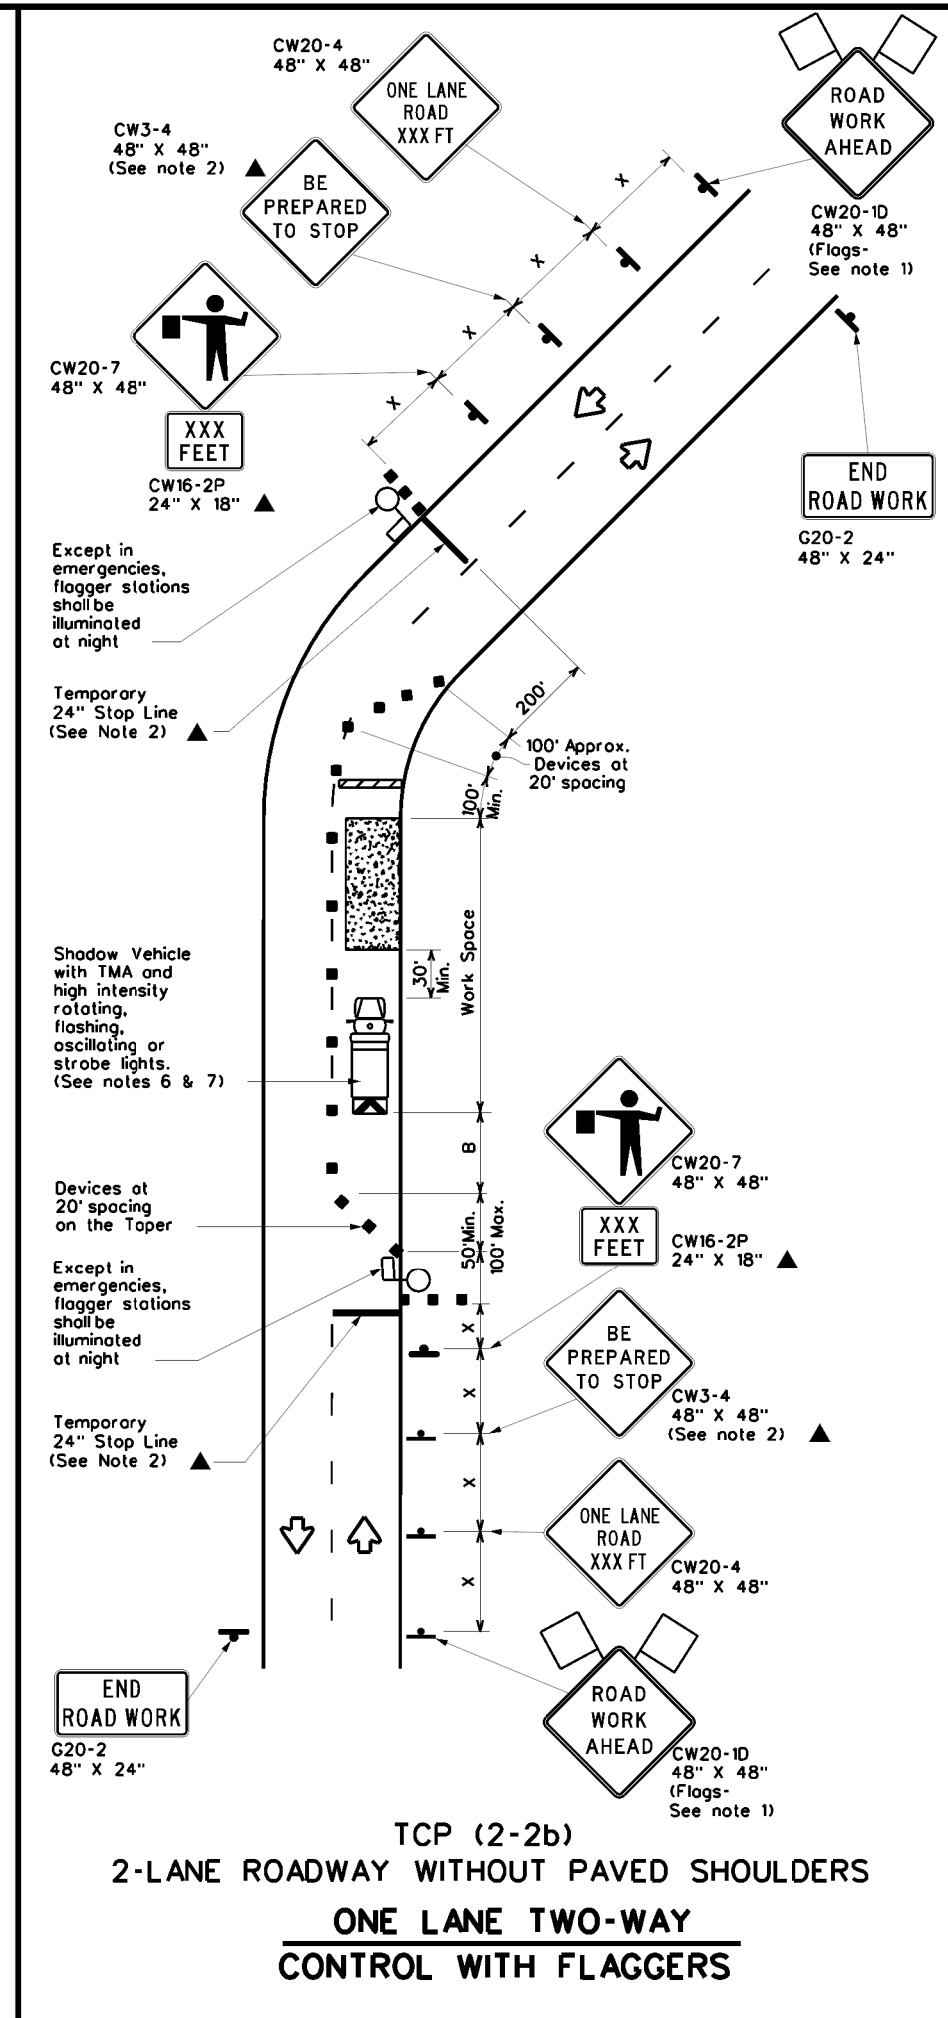 CW20-4
48" X 48"
ONE LANE
ROAD
XXX FT
ROAD
WORK
AHEAD
CW20-1D
48" X 48"
(Flags-
See note 1)
CW3-4
48" X 48"
(See note 2)
BE
PREPARED
TO STOP
X
X
X
X
CW20-7
48" X 48"
XXX
FEET
CW16-2P
24" X 18"
END
ROAD WORK
G20-2
48" X 24"
Except in
emergencies,
flagger stations
shall be
illuminated
at night
Temporary
24" Stop Line
(See Note 2)
200'
100' Approx.
Devices at
20' spacing
100'
Min.
Work Space
30'
Min.
Shadow Vehicle
with TMA and
high intensity
rotating,
flashing,
oscillating or
strobe lights.
(See notes 6 & 7)
B
Devices at
20' spacing
on the Taper
50'Min.
100' Max.
Except in
emergencies,
flagger stations
shall be
illuminated
at night
Temporary
24" Stop Line
(See Note 2)
X
X
X
X
CW20-7
48" X 48"
XXX
FEET
CW16-2P
24" X 18"
BE
PREPARED
TO STOP
CW3-4
48" X 48"
(See note 2)
ONE LANE
ROAD
XXX FT
CW20-4
48" X 48"
ROAD
WORK
AHEAD
CW20-1D
48" X 48"
(Flags-
See note 1)
END
ROAD WORK
G20-2
48" X 24"
TCP (2-2b)
2-LANE ROADWAY WITHOUT PAVED SHOULDERS
ONE LANE TWO-WAY
CONTROL WITH FLAGGERS